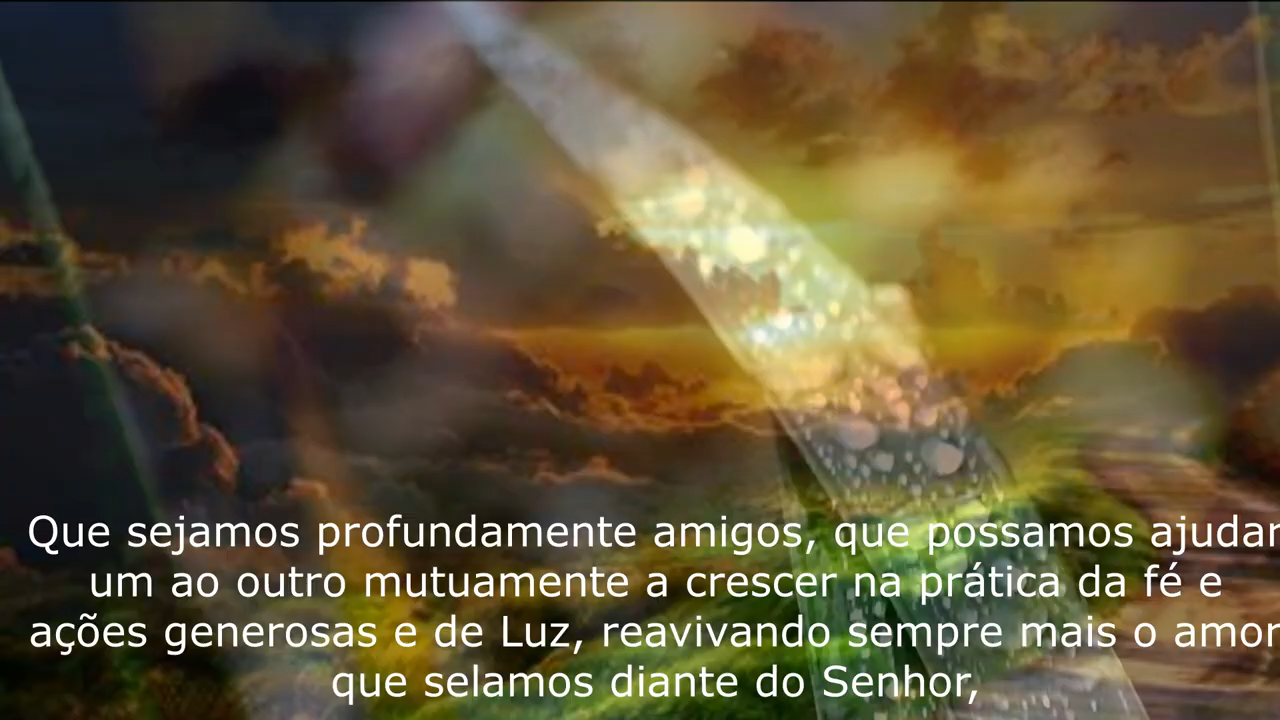 Que sejamos profundamente amigos, que possamos ajudar
um ao outro mutuamente a crescer na prática da fé e
ações generosas e de Luz, reavivando sempre mais o amor
que selamos diante do Senhor,